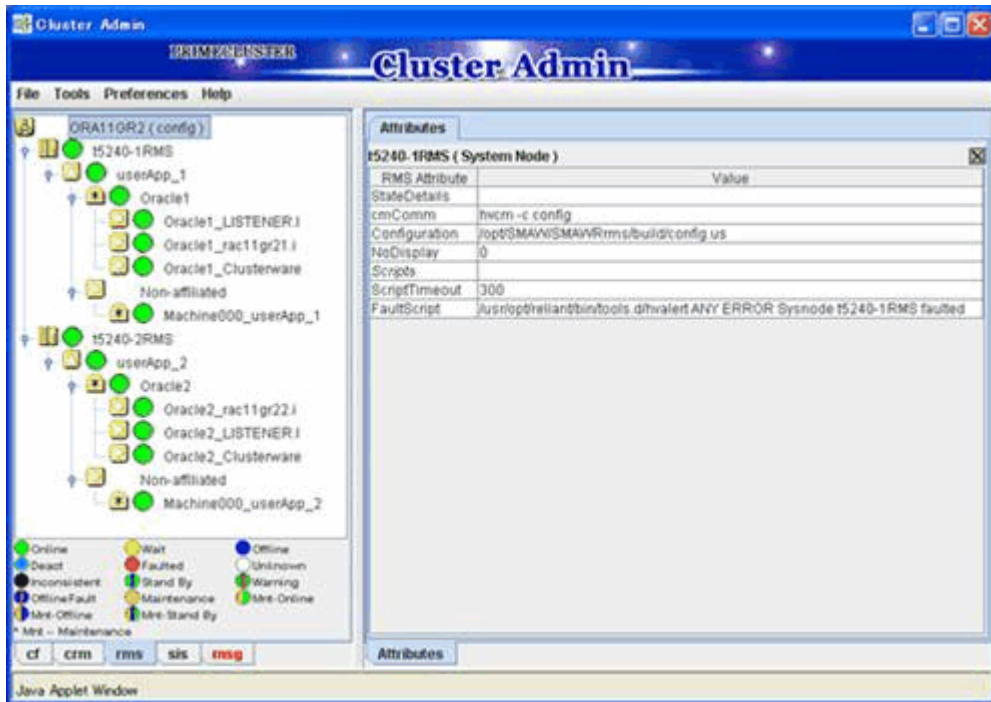 Cluster Admin
PRIMECLUSTER
Cluster Admin
File Tools Preferences Help
ORA11GR2 ( config )
t5240-1RMS
userApp_1
Oracle1
Oracle1_LISTENER.l
Oracle1_rac11gr21.i
Oracle1_Clusterware
Non-affiliated
Machine000_userApp_1
t5240-2RMS
userApp_2
Oracle2
Oracle2_rac11gr22.i
Oracle2_LISTENER.l
Oracle2_Clusterware
Non-affiliated
Machine000_userApp_2
Online Wait Offline
Deact Faulted Unknown
Inconsistent Stand By Warning
OfflineFault Maintenance Mnt-Online
Mnt-Offline Mnt-Stand By
* Mnt -- Maintenance
cf crm rms sis msg
Attributes
t5240-1RMS ( System Node )
RMS Attribute Value
StateDetails
cmComm hvcm -c config
Configuration /opt/SMAW/SMAWRrms/build/config.us
NoDisplay 0
Scripts
ScriptTimeout 300
FaultScript /usr/opt/reliant/bin/tools.d/hvalert ANY ERROR Sysnode t5240-1RMS faulted
Attributes
Java Applet Window